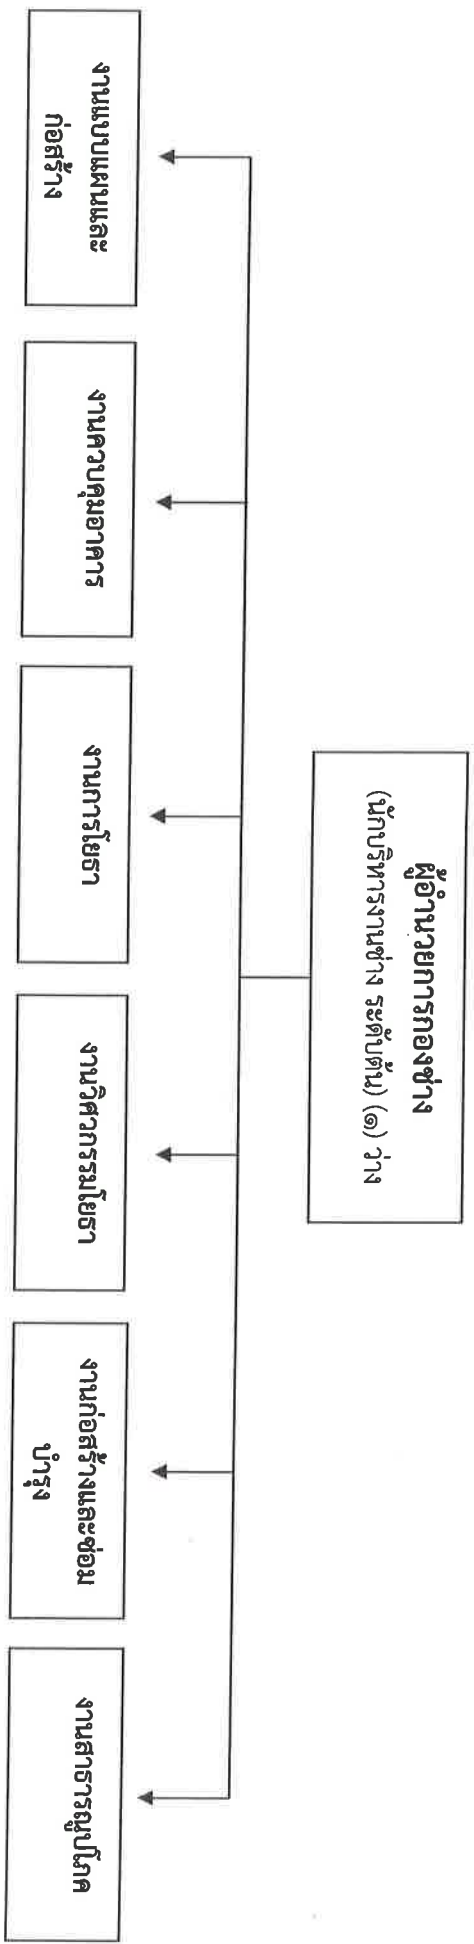 ผู้อำนวยการกองช่าง
(นักบริหารงานช่าง ระดับต้น) (๑) ว่าง
งานแบบแผนและ
ก่อสร้าง
งานควบคุมอาคาร
งานการโยธา
งานวิศวกรรมโยธา
งานก่อสร้างและซ่อม
บำรุง
งานสาธารณูปโภค